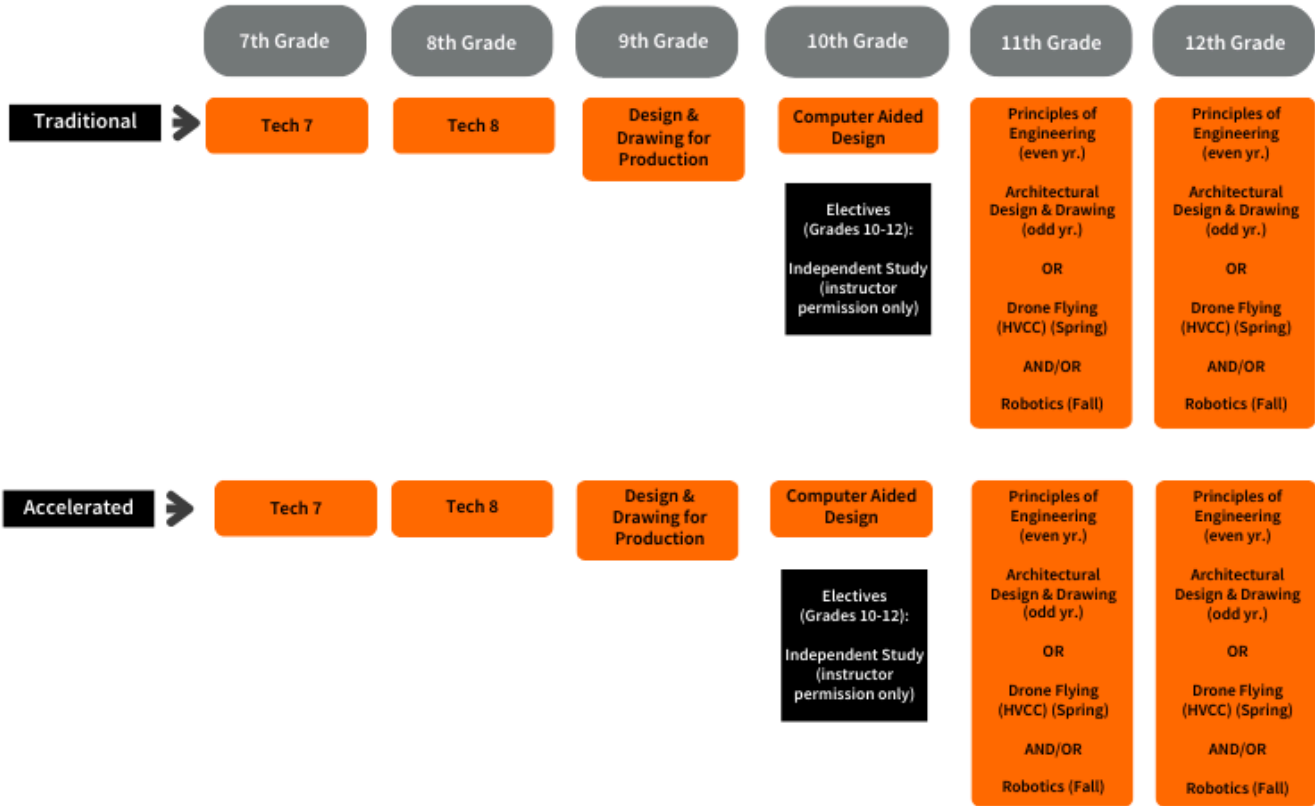 7th Grade
8th Grade
9th Grade
10th Grade
11th Grade
12th Grade
Traditional
Tech 7
Tech 8
Design &
Drawing for
Production
Computer Aided
Design
Electives
(Grades 10-12):
Independent Study
(instructor
permission only)
Principles of
Engineering
(even yr.)
Architectural
Design & Drawing
(odd yr.)
OR
Drone Flying
(HVCC) (Spring)
AND/OR
Robotics (Fall)
Principles of
Engineering
(even yr.)
Architectural
Design & Drawing
(odd yr.)
OR
Drone Flying
(HVCC) (Spring)
AND/OR
Robotics (Fall)
Accelerated
Tech 7
Tech 8
Design &
Drawing for
Production
Computer Aided
Design
Electives
(Grades 10-12):
Independent Study
(instructor
permission only)
Principles of
Engineering
(even yr.)
Architectural
Design & Drawing
(odd yr.)
OR
Drone Flying
(HVCC) (Spring)
AND/OR
Robotics (Fall)
Principles of
Engineering
(even yr.)
Architectural
Design & Drawing
(odd yr.)
OR
Drone Flying
(HVCC) (Spring)
AND/OR
Robotics (Fall)